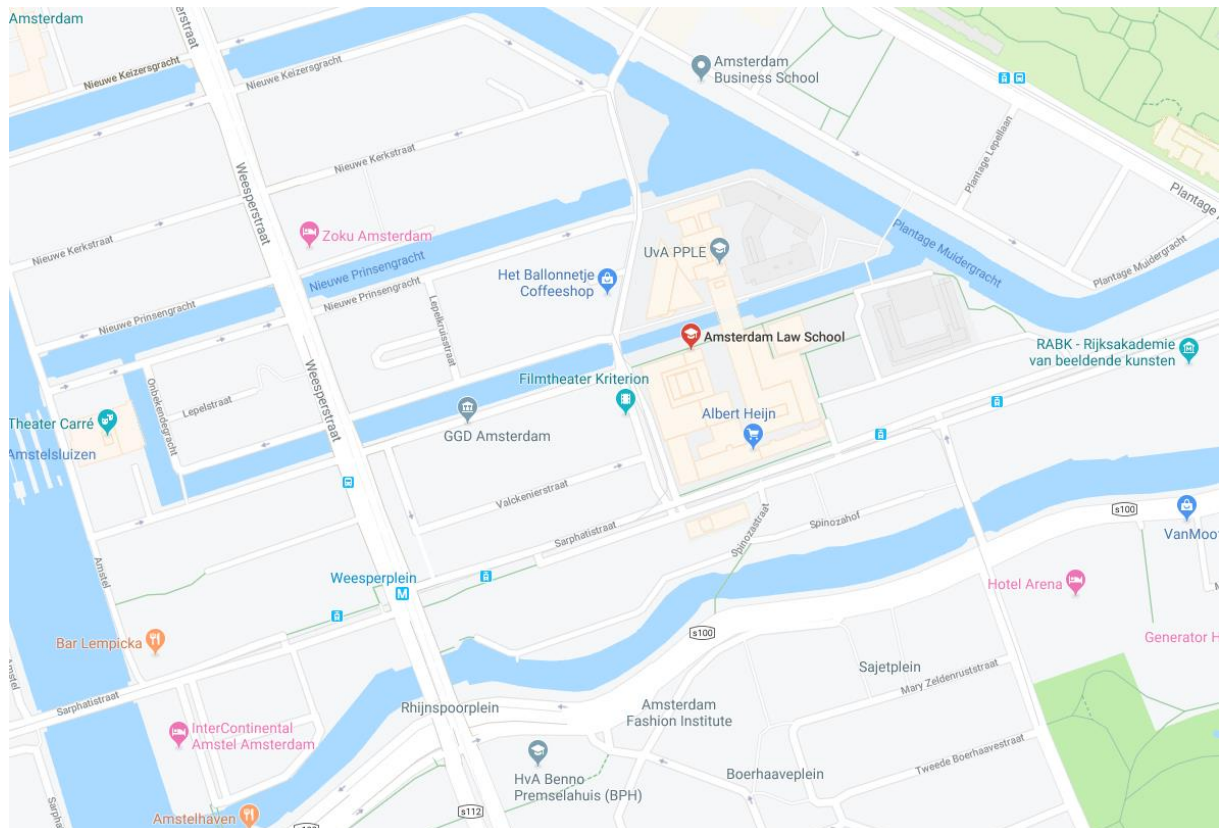 Amsterdam
Nieuwe Keizersgracht
Nieuwe Keizersgracht
Amsterdam
Business School
Weesperstraat
Nieuwe Kerkstraat
Plantage Lepellaan
Plantage
Nieuwe Kerkstraat
Zoku Amsterdam
Nieuwe Prinsengracht
UvA PPLE
Plantage Muidergracht
Plantage Muidergracht
Het Ballonnetje
Coffeeshop
Nieuwe Prinsengracht
Nieuwe Prinsengracht
Lepelkruisstraat
Amsterdam Law School
RABK - Rijksakademie
van beeldende kunsten
Weesperstraat
Filmtheater Kriterion
Onbekendegracht
Lepelstraat
Theater Carré
Amstelsluizen
GGD Amsterdam
Albert Heijn
Valckenierstraat
Sarphatistraat
Spinozastraat
Spinozahof
s100
VanMoof
Amstel
Weesperplein
M
Hotel Arena
Bar Lempicka
s100
Generator H
Sajetplein
Amstel
Sarphatistraat
Mary Zeldenruststraat
Rhijnspoorplein
Amsterdam
Fashion Institute
InterContinental
Amstel Amsterdam
Tweede Boerhaavestraat
Boerhaaveplein
HvA Benno
Premselahuis (BPH)
s112
Amstelhaven